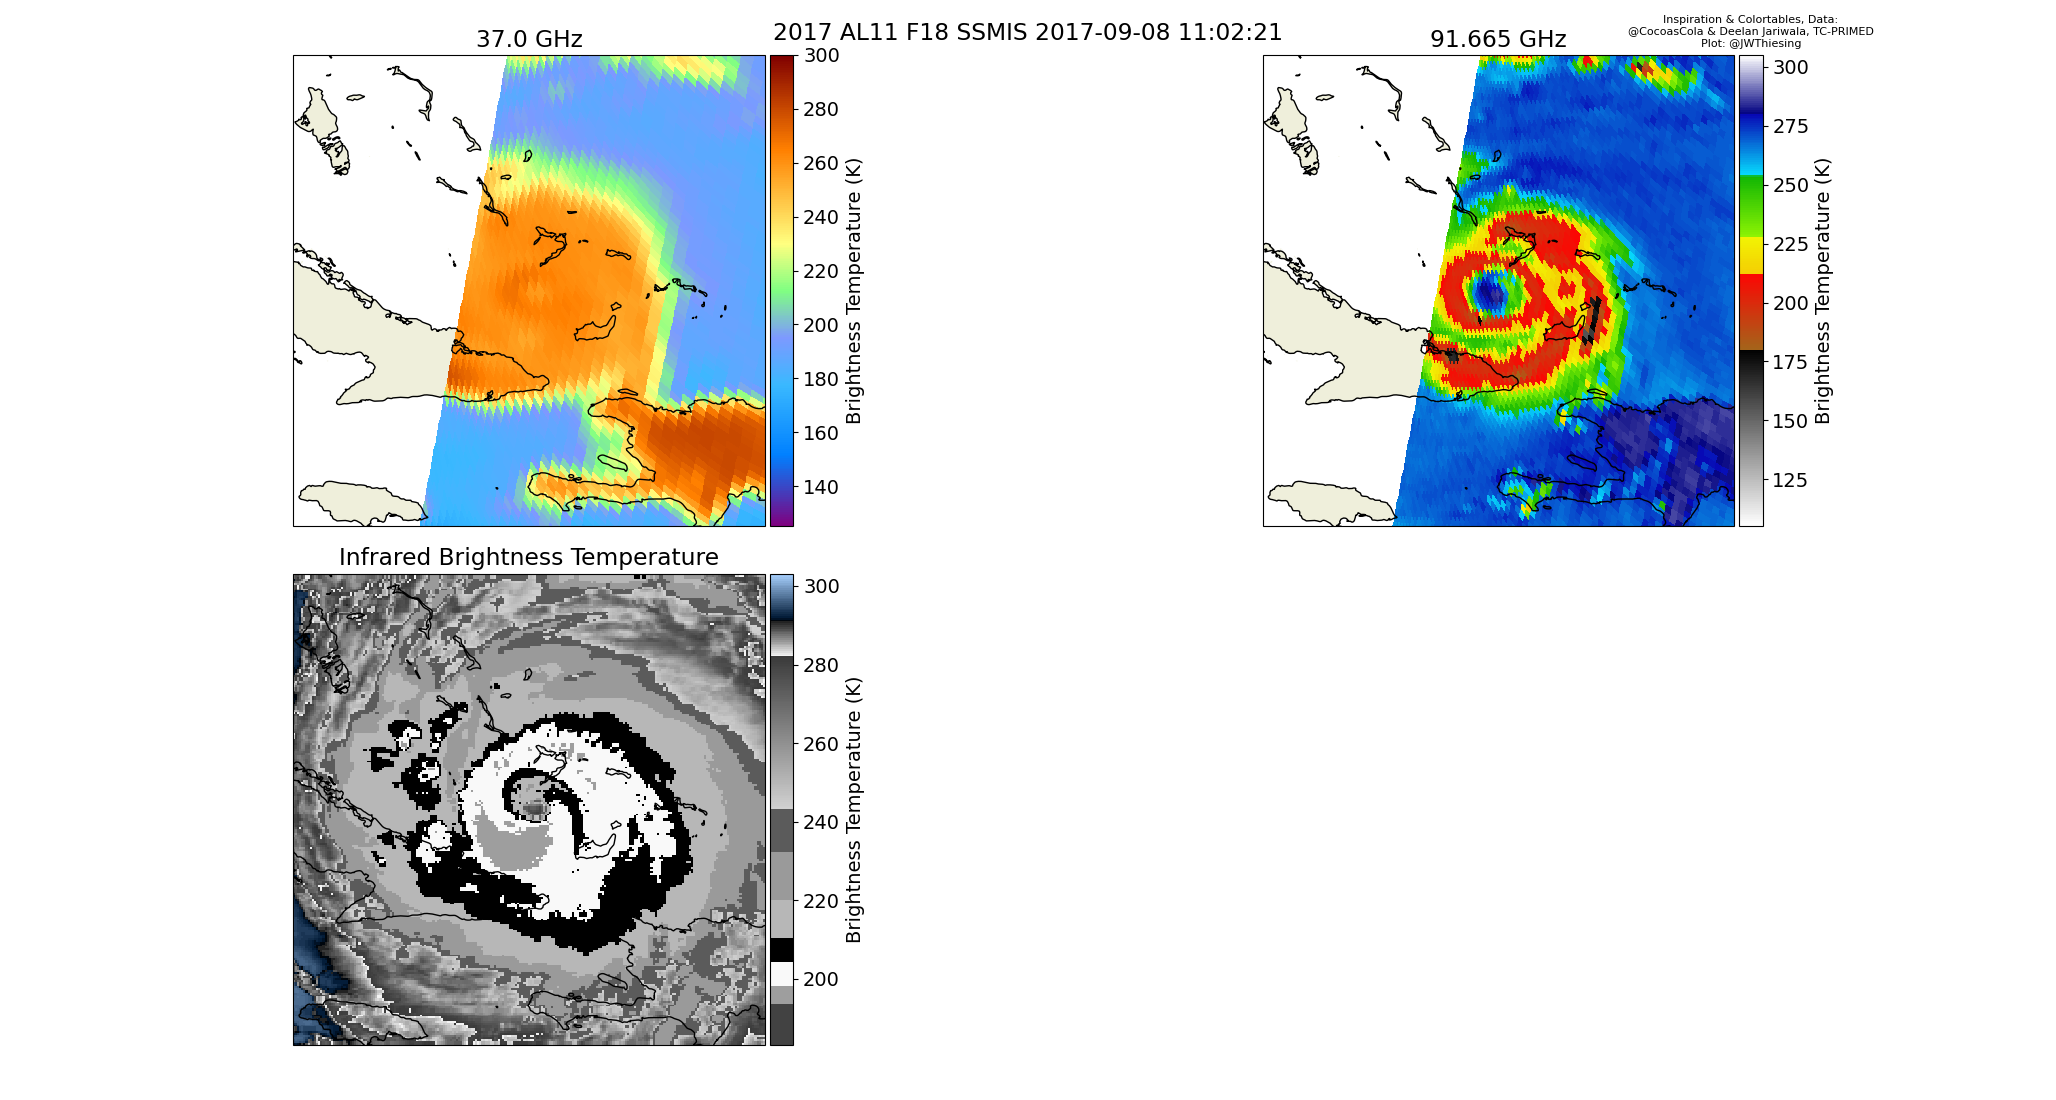 2017 AL11 F18 SSMIS 2017-09-08 11:02:21
Inspiration & Colortables, Data:
@CocoasCola & Deelan Jariwala, TC-PRIMED
Plot: @JWThiesing
37.0 GHz
300
280
260
240
220
200
180
160
140
Brightness Temperature (K)
91.665 GHz
300
275
250
225
200
175
150
125
Brightness Temperature (K)
Infrared Brightness Temperature
300
280
260
240
220
200
Brightness Temperature (K)